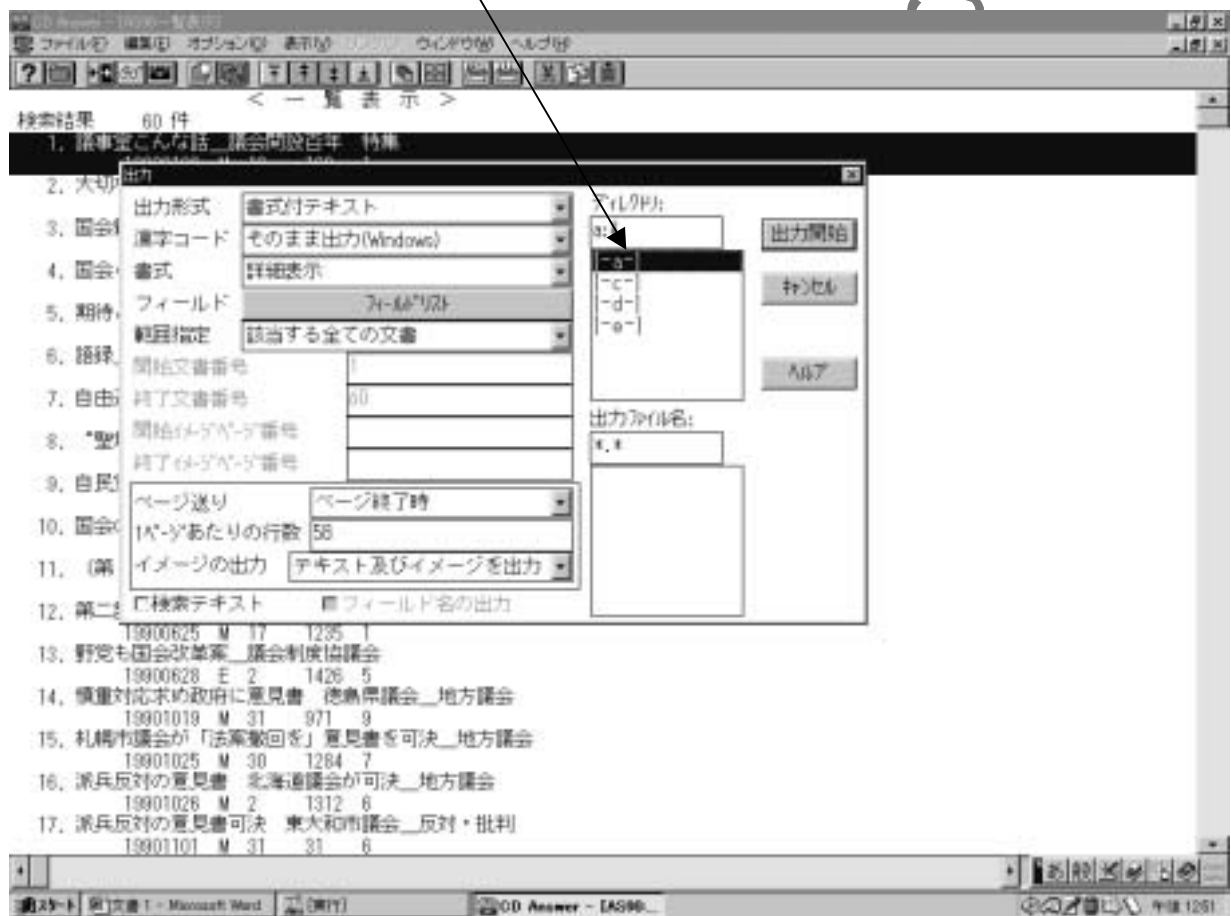 CD Answer - [AS90-一覧表示]
ファイル(F) 編集(E) オプション(O) 表示(V) ウィンドウ(W) ヘルプ(H)
< 一 覧 表 示 >
検索結果 60 件
1. 議事堂こんな話__議会開設百年 特集
2. 大切
3. 国会
4. 国会
5. 期待
6. 語録
7. 自由
8. "聖
9. 自民
10. 国会
11. (第
12. 第二
19900625 M 17 1235 1
13. 野党も国会改革案__議会制度協議会
19900628 E 2 1426 5
14. 慎重対応求め政府に意見書 徳島県議会__地方議会
19901019 M 31 971 9
15. 札幌市議会が「法案撤回を」意見書を可決__地方議会
19901025 M 30 1284 7
16. 派兵反対の意見書 北海道議会が可決__地方議会
19901026 M 2 1312 6
17. 派兵反対の意見書可決 東大和市議会__反対・批判
19901101 M 31 31 6
出力
出力形式 書式付テキスト
漢字コード そのまま出力(Windows)
書式 詳細表示
フィールド フィールドリスト
範囲指定 該当する全ての文書
開始文書番号 1
終了文書番号 60
開始イメージページ番号
終了イメージページ番号
ページ送り ページ終了時
1ページあたりの行数 58
イメージの出力 テキスト及びイメージを出力
検索テキスト フィールド名の出力
ディレクトリ:
a:
[-a-]
[-c-]
[-d-]
[-e-]
出力ファイル名:
*.*
出力開始
キャンセル
ヘルプ
スタート 文書 1 - Microsoft Word [実行] CD Answer - [AS90... 午後 12:51